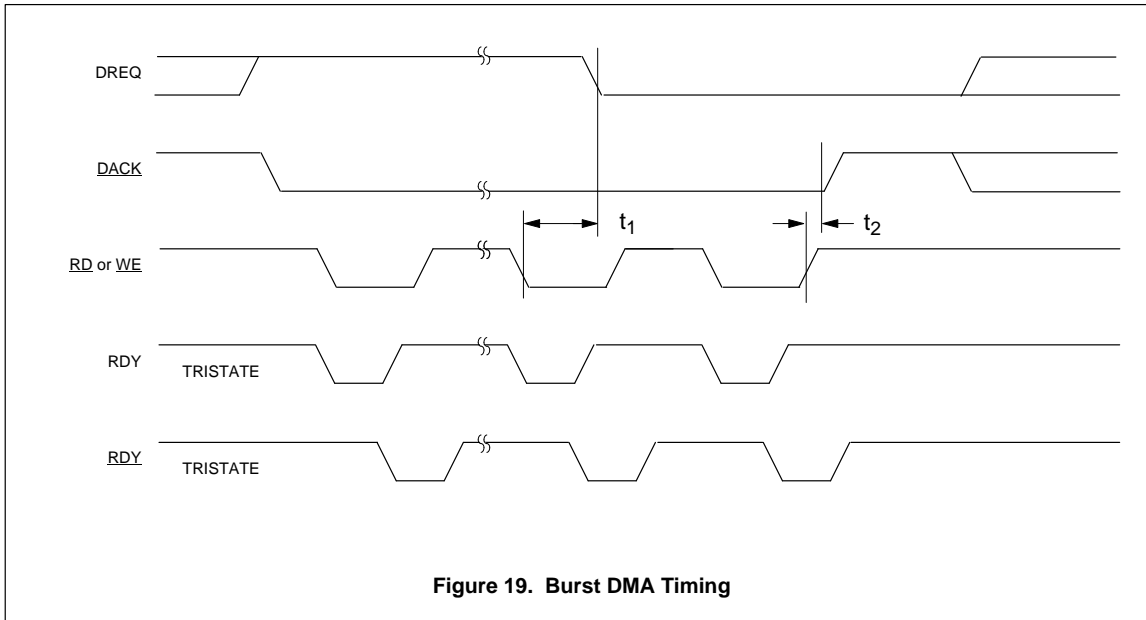 DREQ
DACK
t1
t2
RD or WE
RDY
TRISTATE
RDY
TRISTATE
Figure 19. Burst DMA Timing